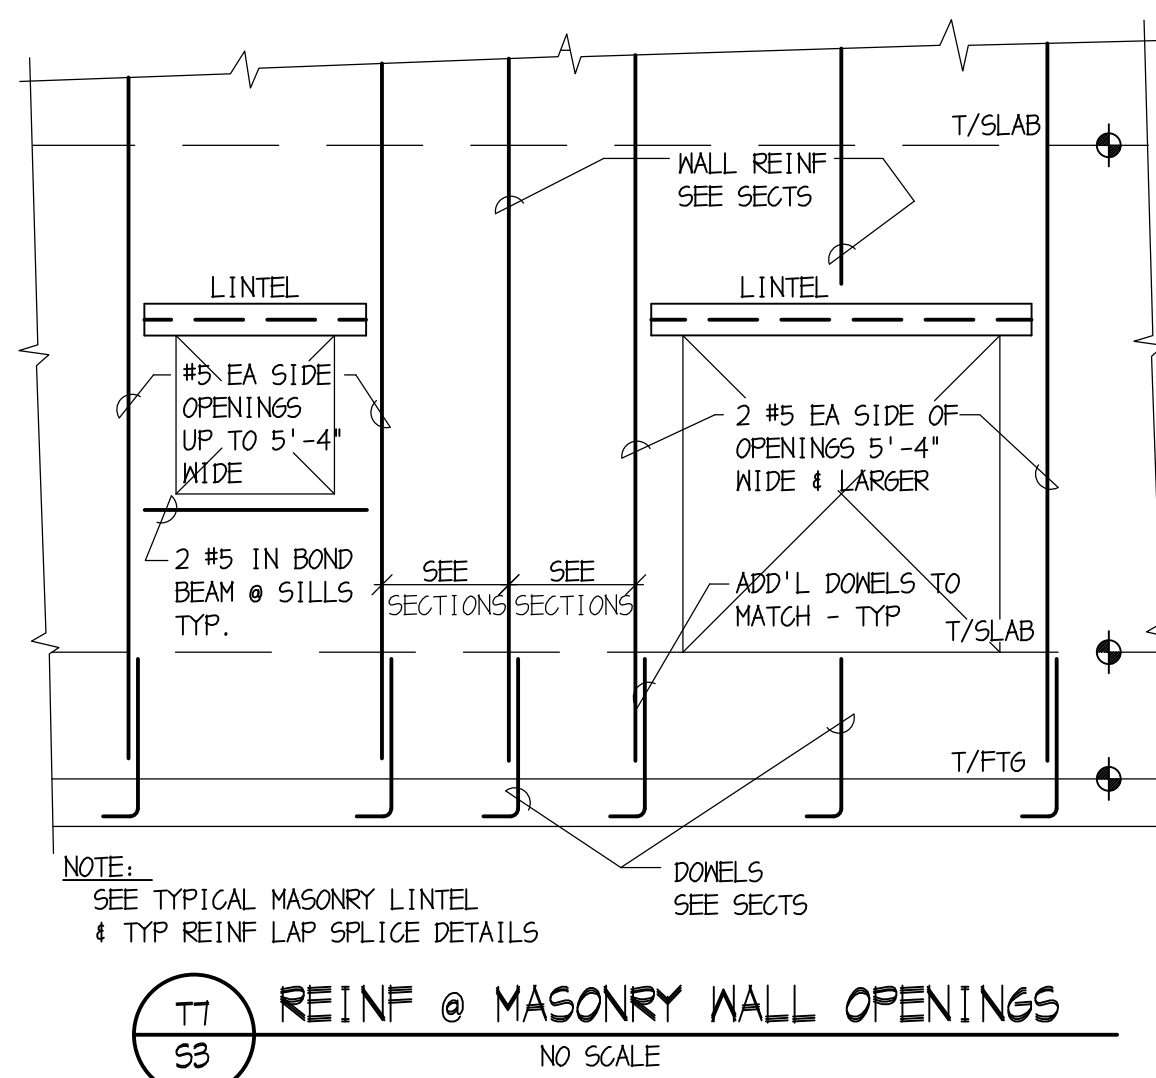 T/SLAB
WALL REINF
SEE SECTS
LINTEL
LINTEL
#5 EA SIDE
OPENINGS
UP TO 5'-4"
WIDE
2 #5 EA SIDE OF
OPENINGS 5'-4"
WIDE & LARGER
2 #5 IN BOND
BEAM @ SILLS
TYP.
SEE
SECTIONS
SEE
SECTIONS
ADD'L DOWELS TO
MATCH - TYP
T/SLAB
T/FTG
DOWELS
SEE SECTS
NOTE:
SEE TYPICAL MASONRY LINTEL
& TYP REINF LAP SPLICE DETAILS
T7
S3
REINF @ MASONRY WALL OPENINGS
NO SCALE